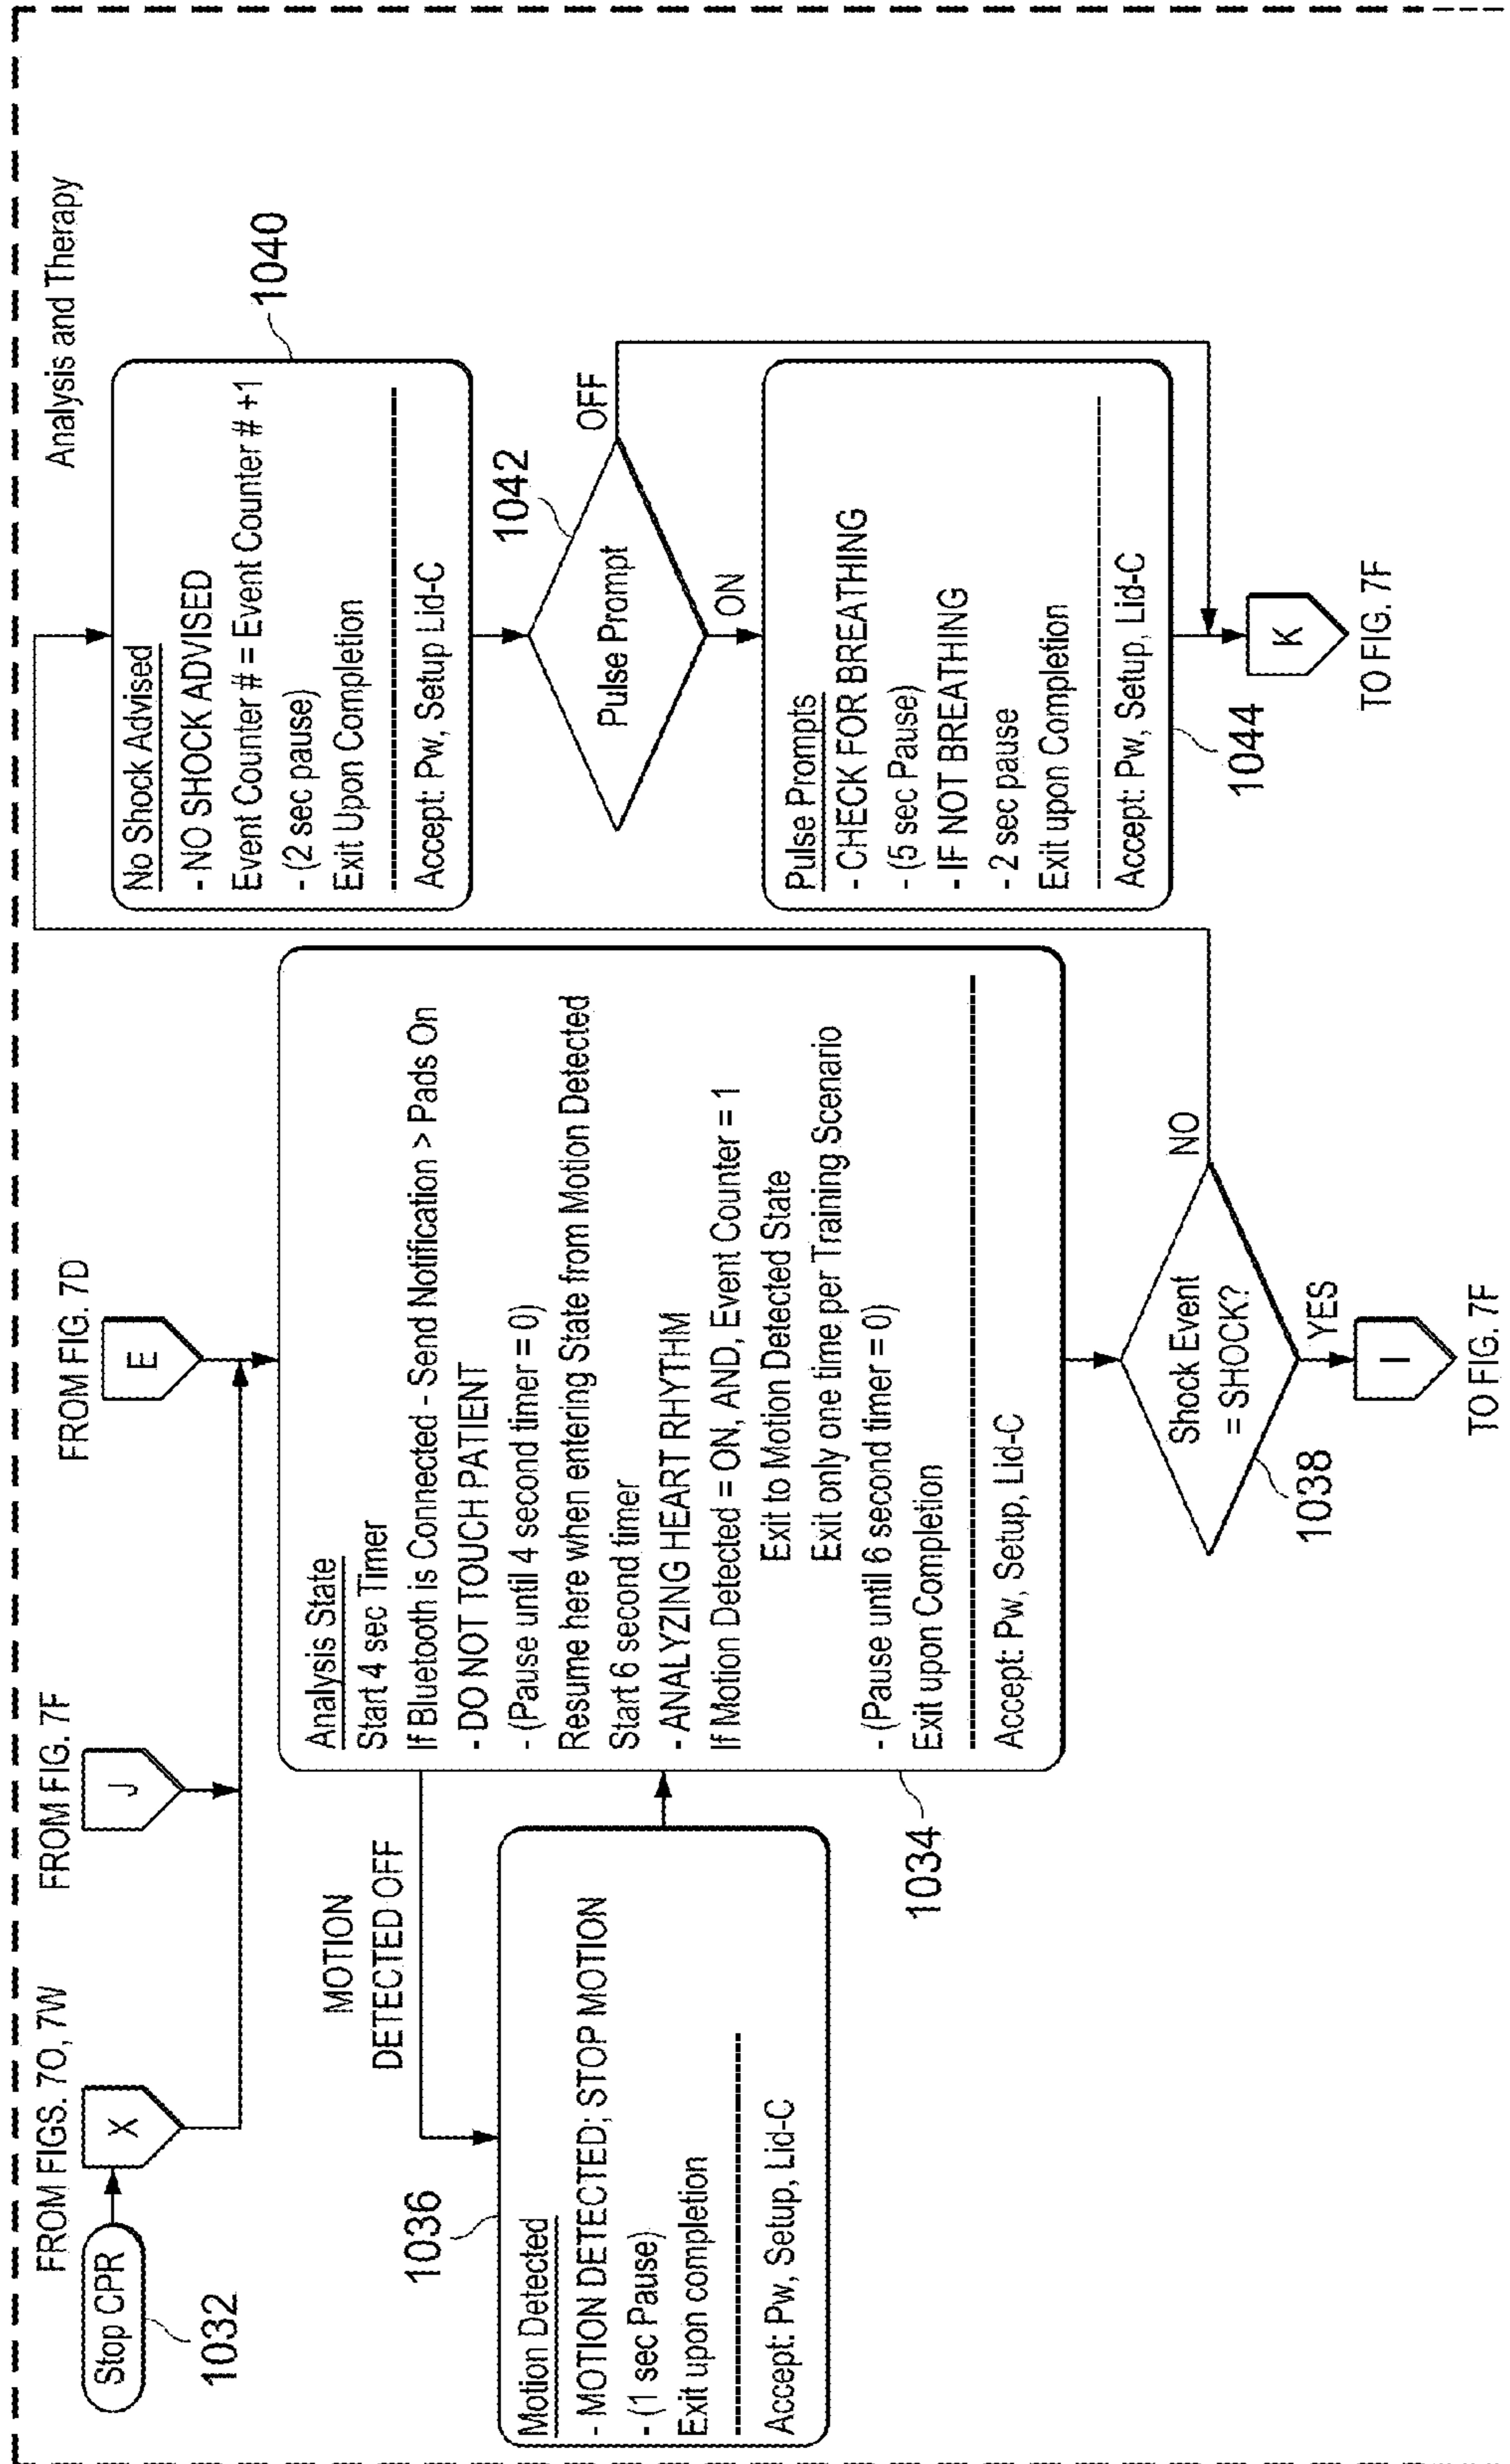 Analysis and Therapy
FROM FIGS. 7O, 7W
FROM FIG. 7F
FROM FIG. 7D
Stop CPR
X
J
E
1032
MOTION
DETECTED OFF
1036
Motion Detected
- MOTION DETECTED; STOP MOTION
- (1 sec Pause)
Exit upon completion
Accept: Pw, Setup, Lid-C
Analysis State
Start 4 sec Timer
If Bluetooth is Connected - Send Notification > Pads On
- DO NOT TOUCH PATIENT
- (Pause until 4 second timer = 0)
Resume here when entering State from Motion Detected
Start 6 second timer
- ANALYZING HEART RHYTHM
If Motion Detected = ON, AND, Event Counter = 1
Exit to Motion Detected State
Exit only one time per Training Scenario
- (Pause until 6 second timer = 0)
Exit upon Completion
Accept: Pw, Setup, Lid-C
1034
Shock Event
= SHOCK?
NO
YES
1038
I
TO FIG. 7F
No Shock Advised
- NO SHOCK ADVISED
Event Counter # = Event Counter # +1
- (2 sec pause)
Exit Upon Completion
Accept: Pw, Setup Lid-C
1040
1042
Pulse Prompt
OFF
ON
Pulse Prompts
- CHECK FOR BREATHING
- (5 sec Pause)
- IF NOT BREATHING
- 2 sec pause
Exit upon Completion
Accept: Pw, Setup, Lid-C
1044
K
TO FIG. 7F